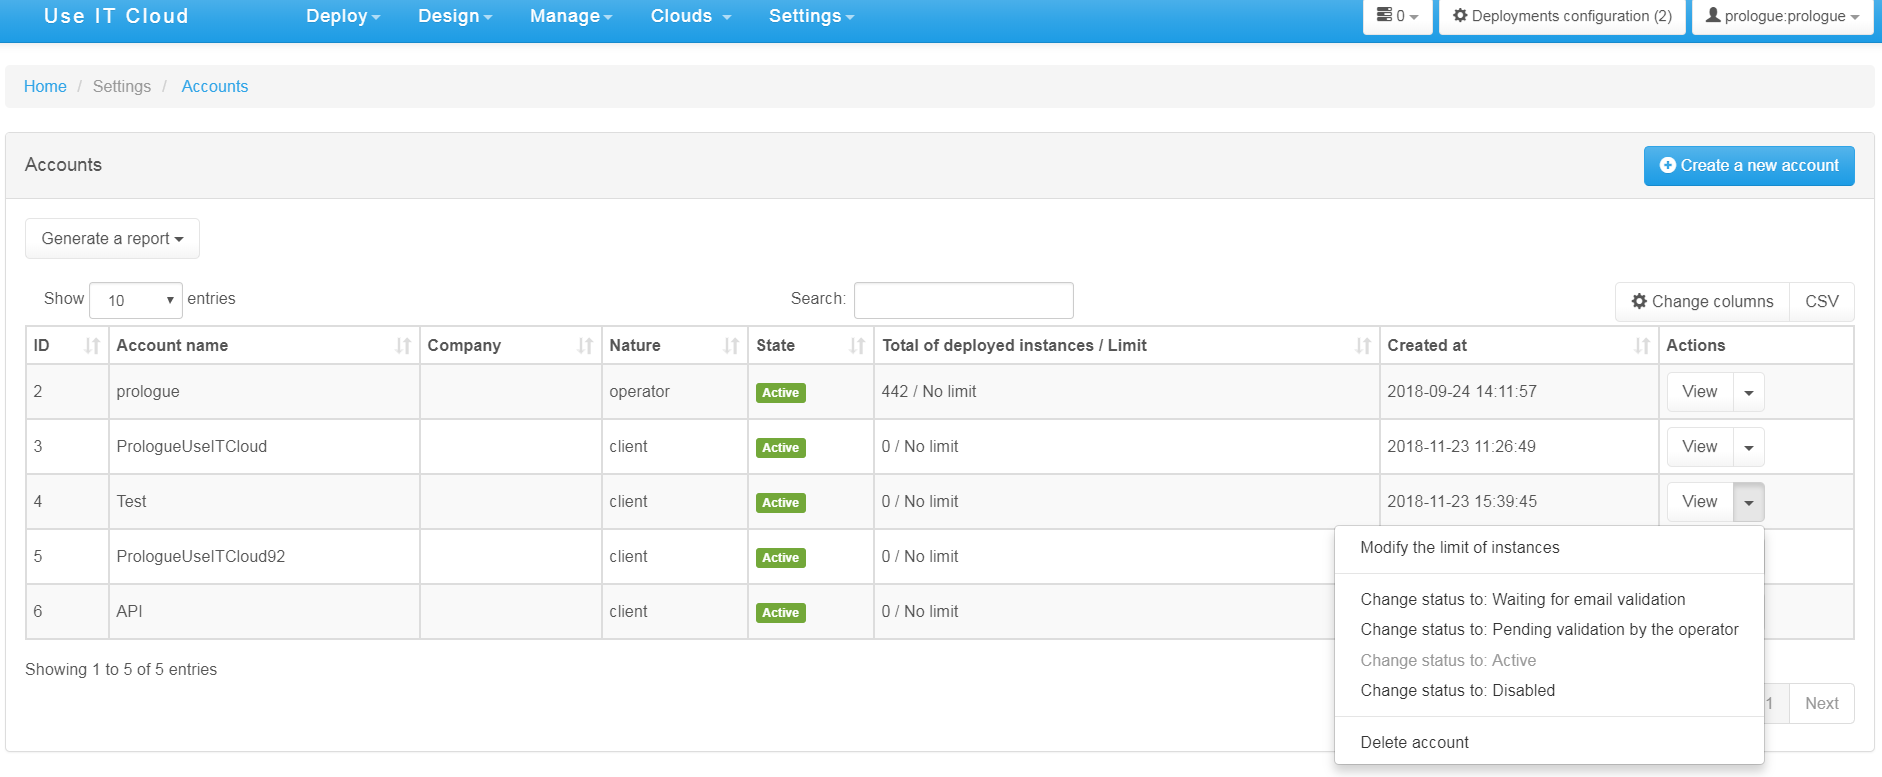 Use IT Cloud Deploy Design Manage Clouds Settings 0 Deployments configuration (2) prologue:prologue
Home / Settings / Accounts
Accounts Create a new account
Generate a report
Show 10 entries Search: Change columns CSV
ID Account name Company Nature State Total of deployed instances / Limit Created at Actions
2 prologue operator Active 442 / No limit 2018-09-24 14:11:57 View
3 PrologueUseITCloud client Active 0 / No limit 2018-11-23 11:26:49 View
4 Test client Active 0 / No limit 2018-11-23 15:39:45 View
5 PrologueUseITCloud92 client Active 0 / No limit
6 API client Active 0 / No limit
Modify the limit of instances
Change status to: Waiting for email validation
Change status to: Pending validation by the operator
Change status to: Active
Change status to: Disabled
Delete account
Showing 1 to 5 of 5 entries
1 Next